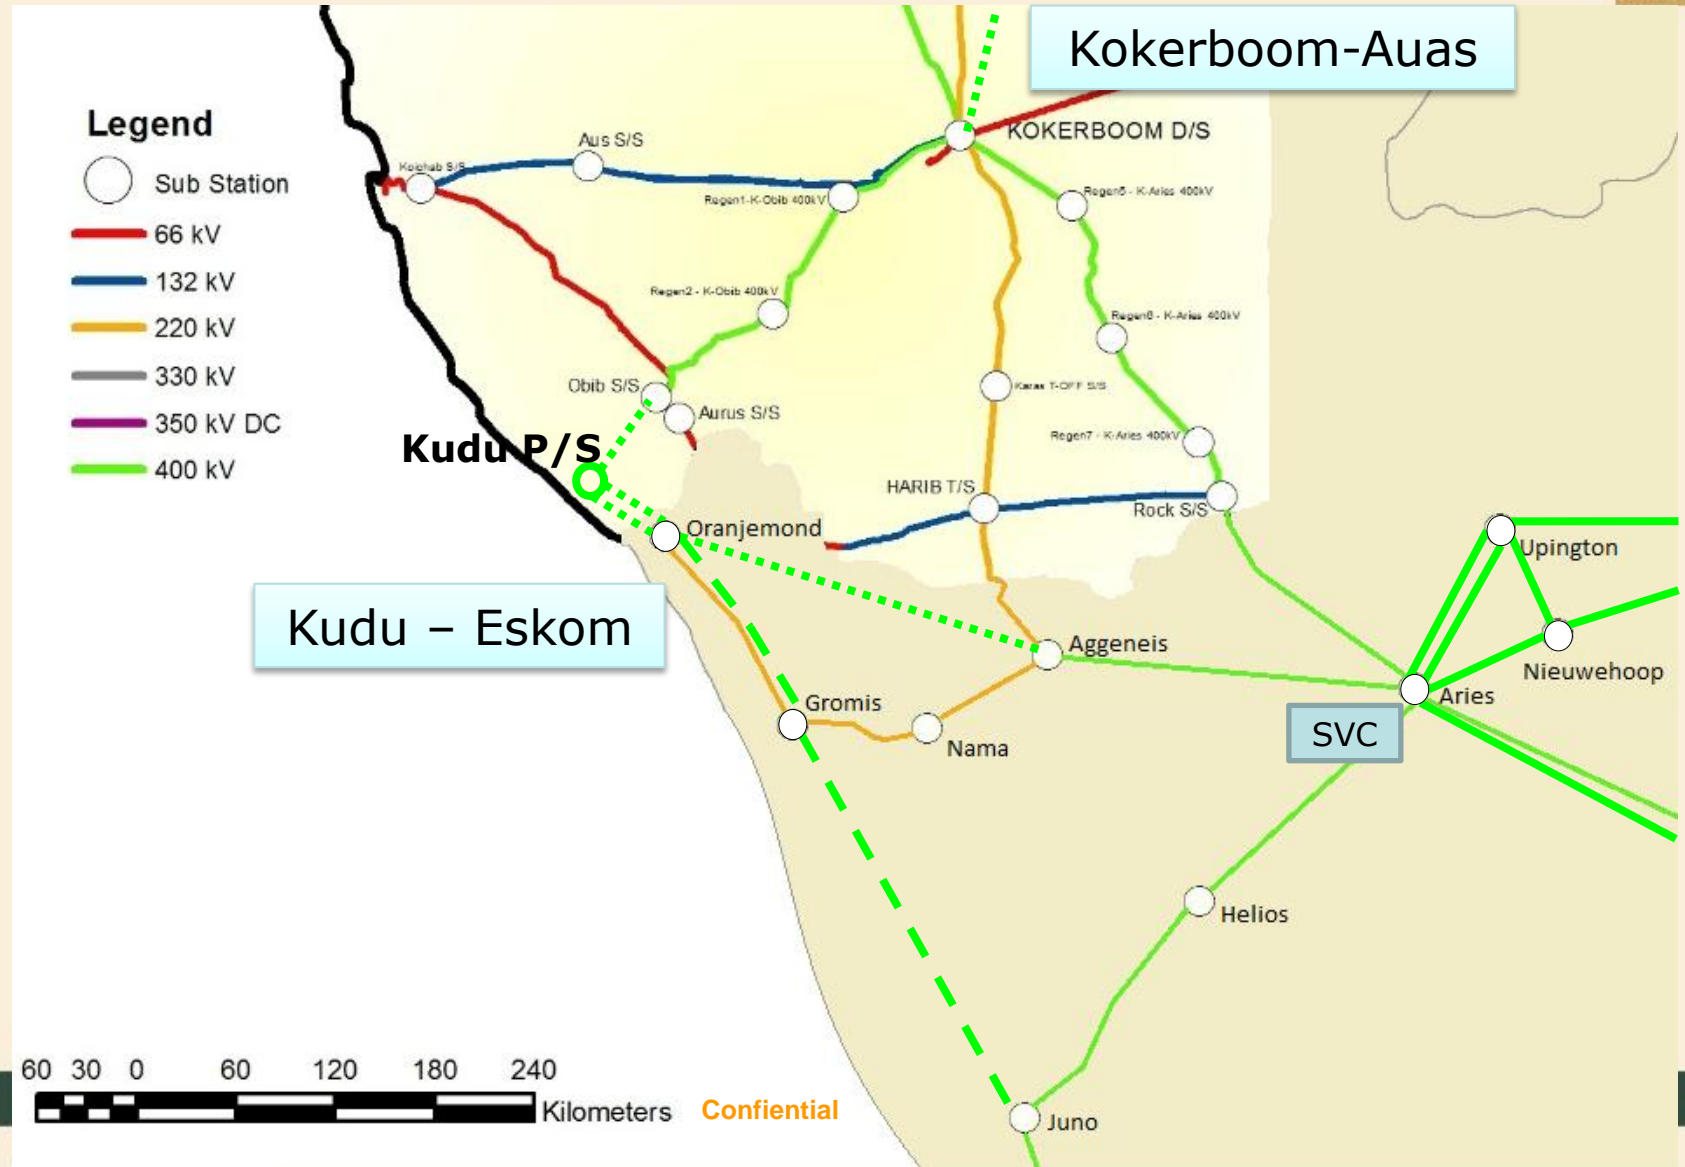 Kokerboom-Auas
Legend
Sub Station
66 kV
132 kV
220 kV
330 kV
350 kV DC
400 kV
KOKERBOOM D/S
Aus S/S
Koichab S/S
Regen1-K-Obib 400kV
Regen5 - K-Aries 400kV
Regen2 - K-Obib 400kV
Regen6 - K-Aries 400kV
Obib S/S
Karas T-OFF S/S
Aurus S/S
Kudu P/S
Regen7 - K-Aries 400kV
HARIB T/S
Rock S/S
Oranjemond
Upington
Kudu – Eskom
Aggeneis
Nieuwehoop
Gromis
Aries
SVC
Nama
Helios
60 30 0 60 120 180 240
Kilometers
Confiential
Juno